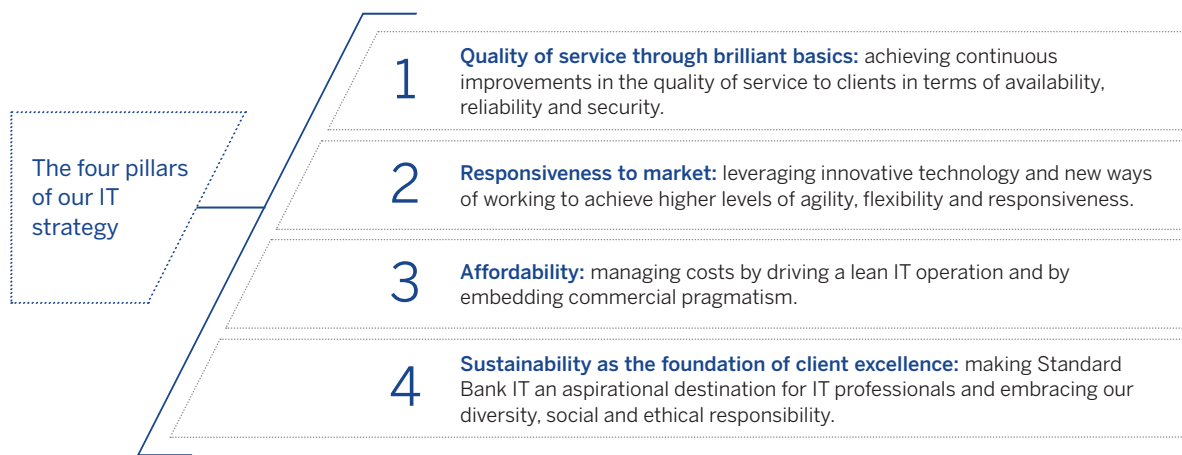 The four pillars
of our IT
strategy
1
Quality of service through brilliant basics: achieving continuous
improvements in the quality of service to clients in terms of availability,
reliability and security.
2
Responsiveness to market: leveraging innovative technology and new ways
of working to achieve higher levels of agility, flexibility and responsiveness.
3
Affordability: managing costs by driving a lean IT operation and by
embedding commercial pragmatism.
4
Sustainability as the foundation of client excellence: making Standard
Bank IT an aspirational destination for IT professionals and embracing our
diversity, social and ethical responsibility.